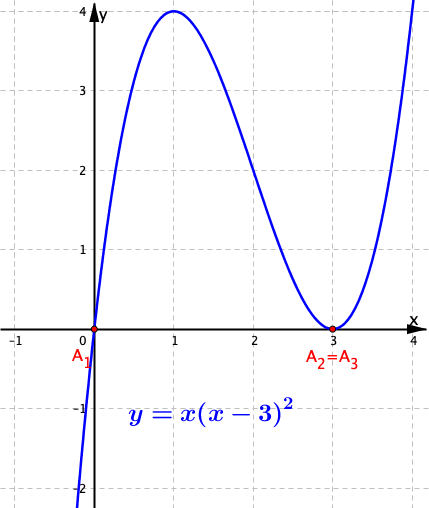 4 y
3
2
1
x
-1 0 1 2 3 4
A₁ A₂=A₃
-1
y = x(x − 3)²
-2